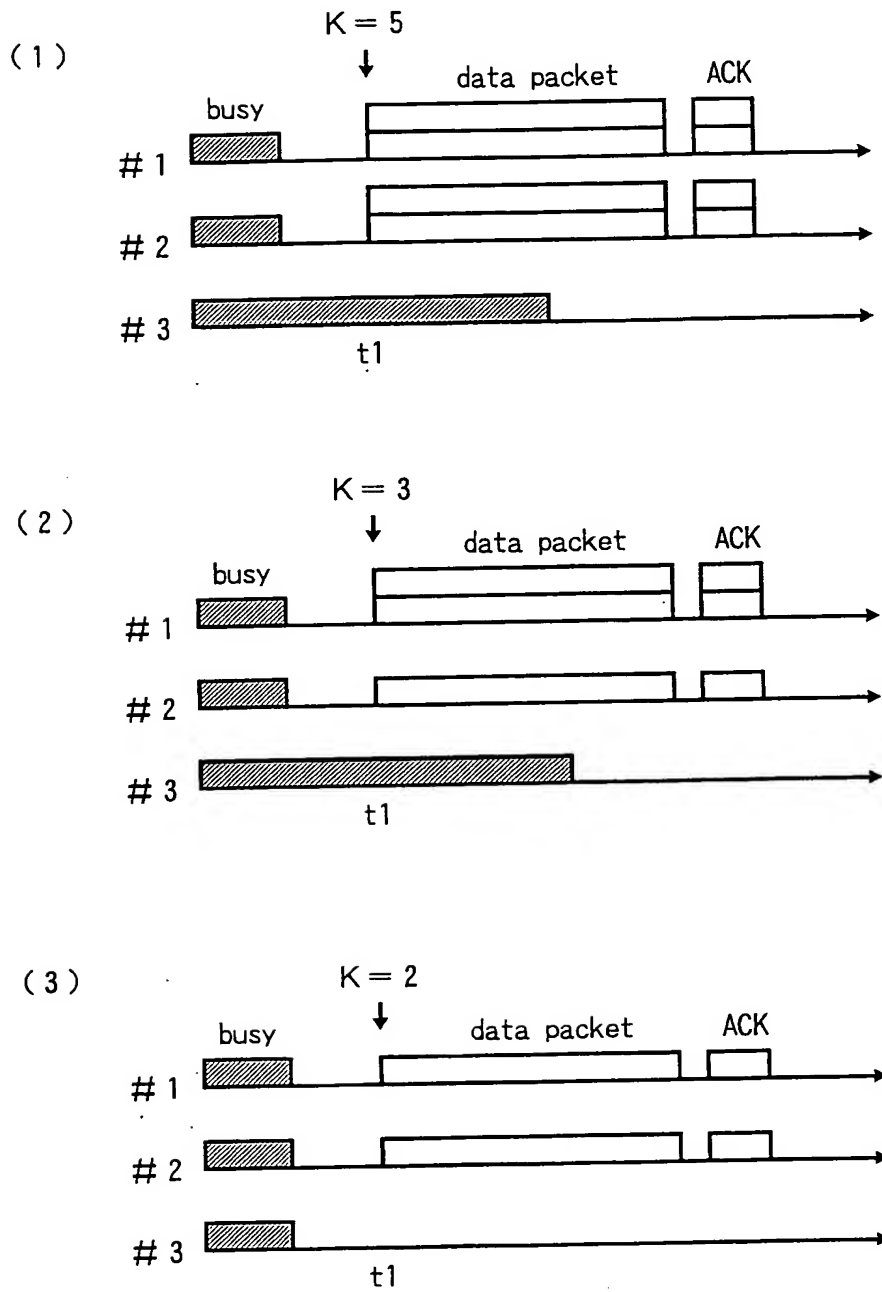 (1)
K=5
data packet
ACK
busy
#1
#2
#3
t1
(2)
K=3
data packet
ACK
busy
#1
#2
#3
t1
(3)
K=2
data packet
ACK
busy
#1
#2
#3
t1